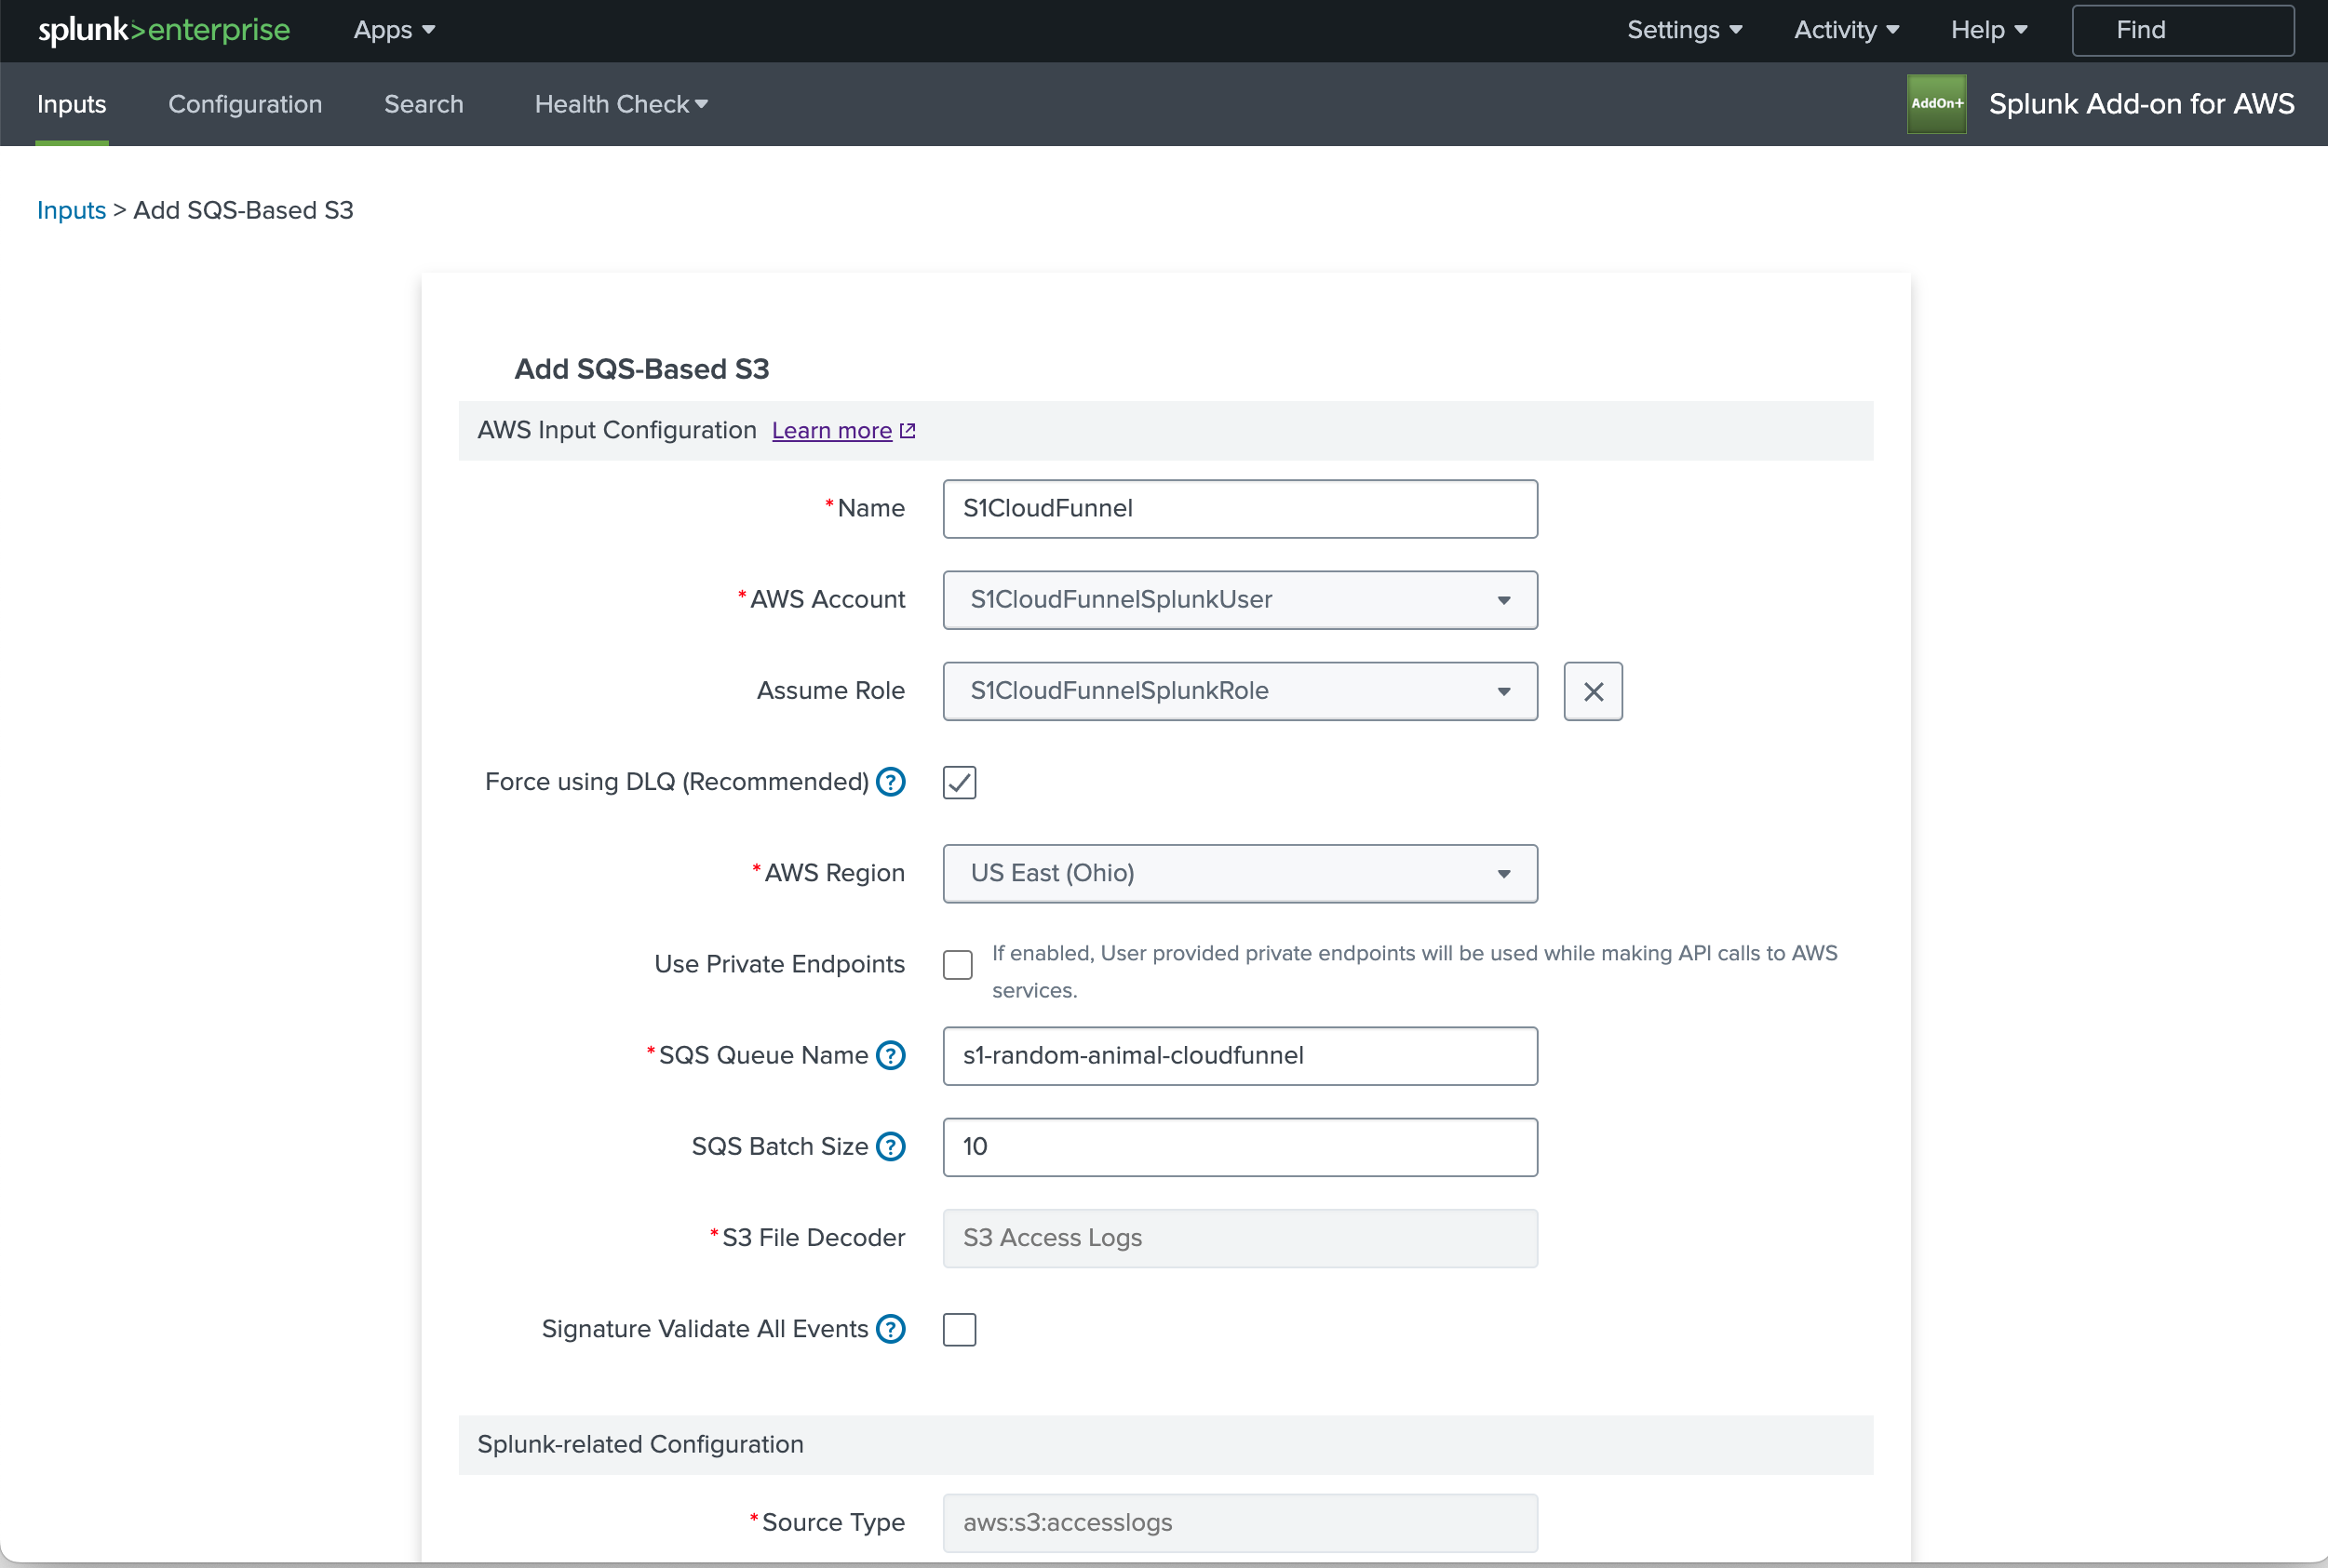 splunk>enterprise Apps Settings Activity Help Find
Inputs Configuration Search Health Check AddOn+ Splunk Add-on for AWS
Inputs > Add SQS-Based S3
Add SQS-Based S3
AWS Input Configuration Learn more
*Name S1CloudFunnel
*AWS Account S1CloudFunnelSplunkUser
Assume Role S1CloudFunnelSplunkRole
Force using DLQ (Recommended) ?
*AWS Region US East (Ohio)
Use Private Endpoints If enabled, User provided private endpoints will be used while making API calls to AWS
services.
*SQS Queue Name ? s1-random-animal-cloudfunnel
SQS Batch Size ? 10
*S3 File Decoder S3 Access Logs
Signature Validate All Events ?
Splunk-related Configuration
*Source Type aws:s3:accesslogs